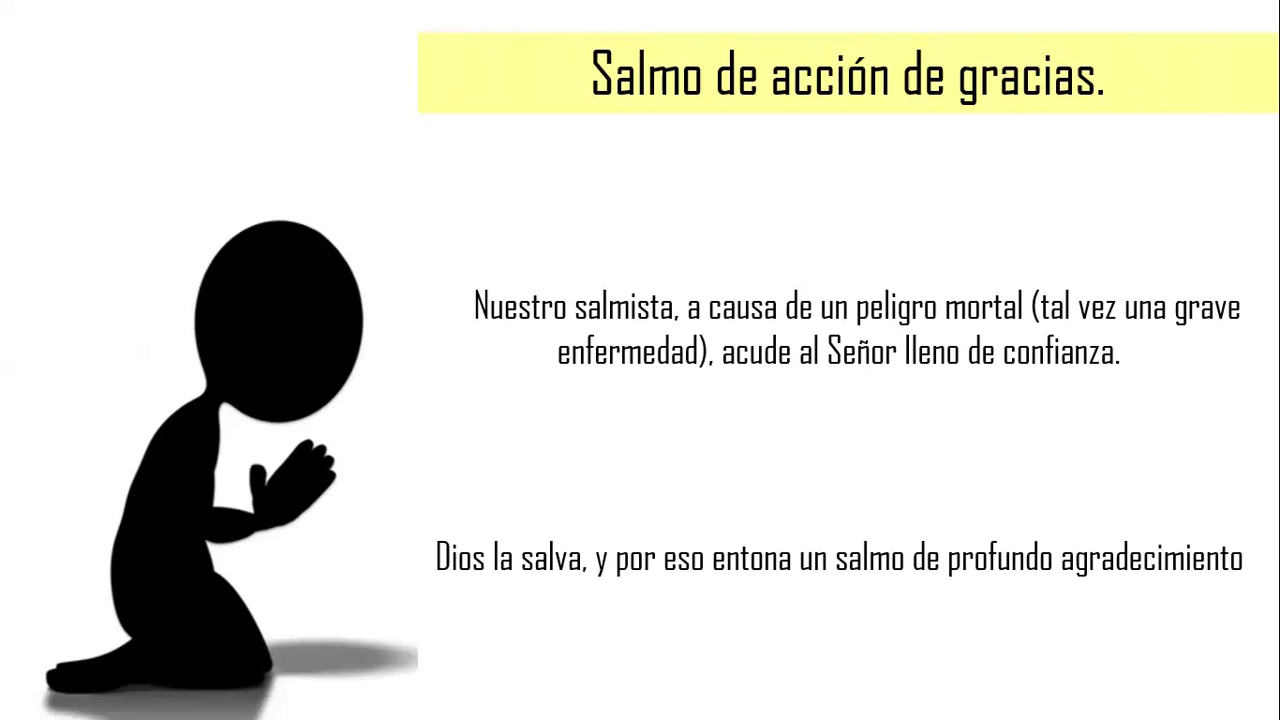 Salmo de acción de gracias.
Nuestro salmista, a causa de un peligro mortal (tal vez una grave
enfermedad), acude al Señor lleno de confianza.
Dios la salva, y por eso entona un salmo de profundo agradecimiento